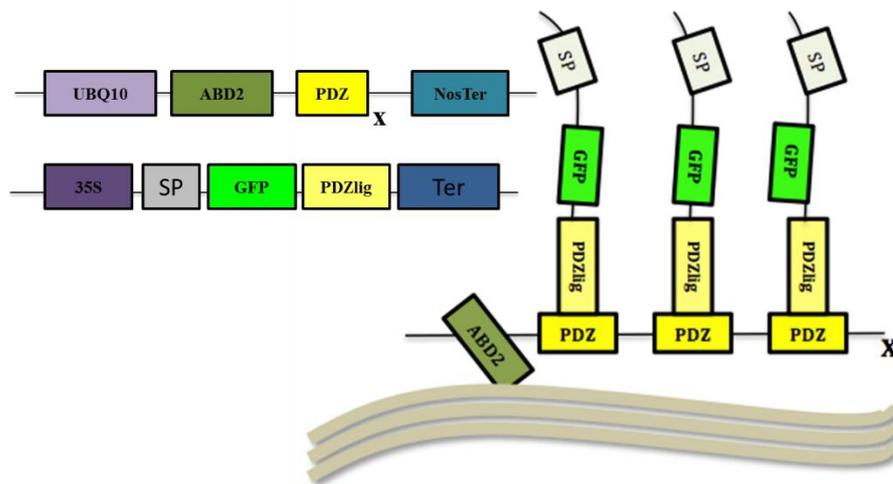 UBQ10 ABD2 PDZ NosTer
x
35S SP GFP PDZlig Ter
SP SP SP
GFP GFP GFP
PDZlig PDZlig PDZlig
ABD2 PDZ PDZ PDZ
X